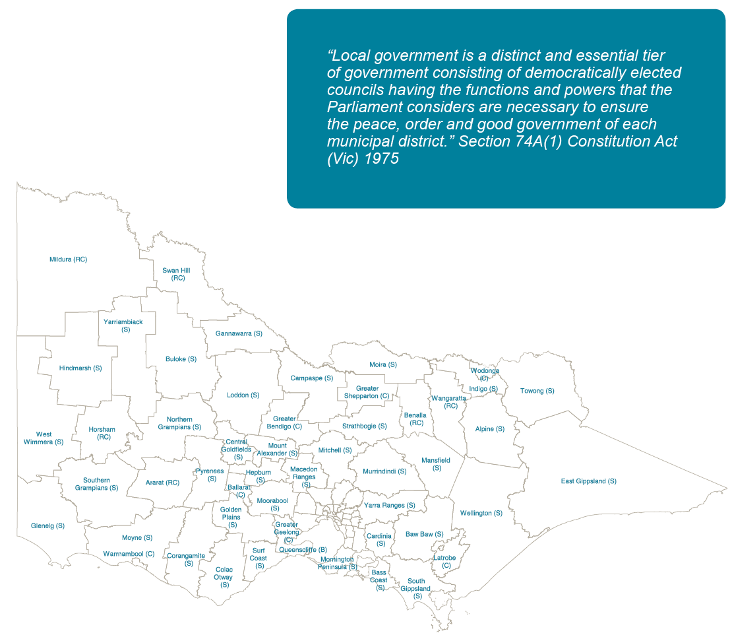 “Local government is a distinct and essential tier
of government consisting of democratically elected
councils having the functions and powers that the
Parliament considers are necessary to ensure
the peace, order and good government of each
municipal district.” Section 74A(1) Constitution Act
(Vic) 1975
Mildura (RC)
Swan Hill
(RC)
Yarriambiack
(S)
Gannawarra (S)
Buloke (S)
Hindmarsh (S)
Moira (S)
Wodonga
(C)
Campaspe (S)
Indigo (S)
Towong (S)
Loddon (S)
Greater
Shepparton (C)
Wangaratta
(RC)
Benalla
(RC)
Northern
Grampians (S)
Greater
Bendigo (C)
Strathbogie (S)
Alpine (S)
West
Wimmera (S)
Horsham
(RC)
Central
Goldfields
(S)
Mount
Alexander (S)
Mitchell (S)
Mansfield
(S)
Pyrenees
(S)
Hepburn
(S)
Macedon
Ranges
(S)
Murrindindi (S)
Southern
Grampians (S)
Ararat (RC)
East Gippsland (S)
Ballarat
(C)
Moorabool
(S)
Yarra Ranges (S)
Wellington (S)
Golden
Plains
(S)
Glenelg (S)
Greater
Geelong
(C)
Moyne (S)
Cardinia
(S)
Baw Baw (S)
Warrnambool (C)
Corangamite
(S)
Surf
Coast
(S)
Queenscliffe (B)
Mornington
Peninsula (S)
Latrobe
(C)
Colac
Otway
(S)
Bass
Coast
(S)
South
Gippsland
(S)